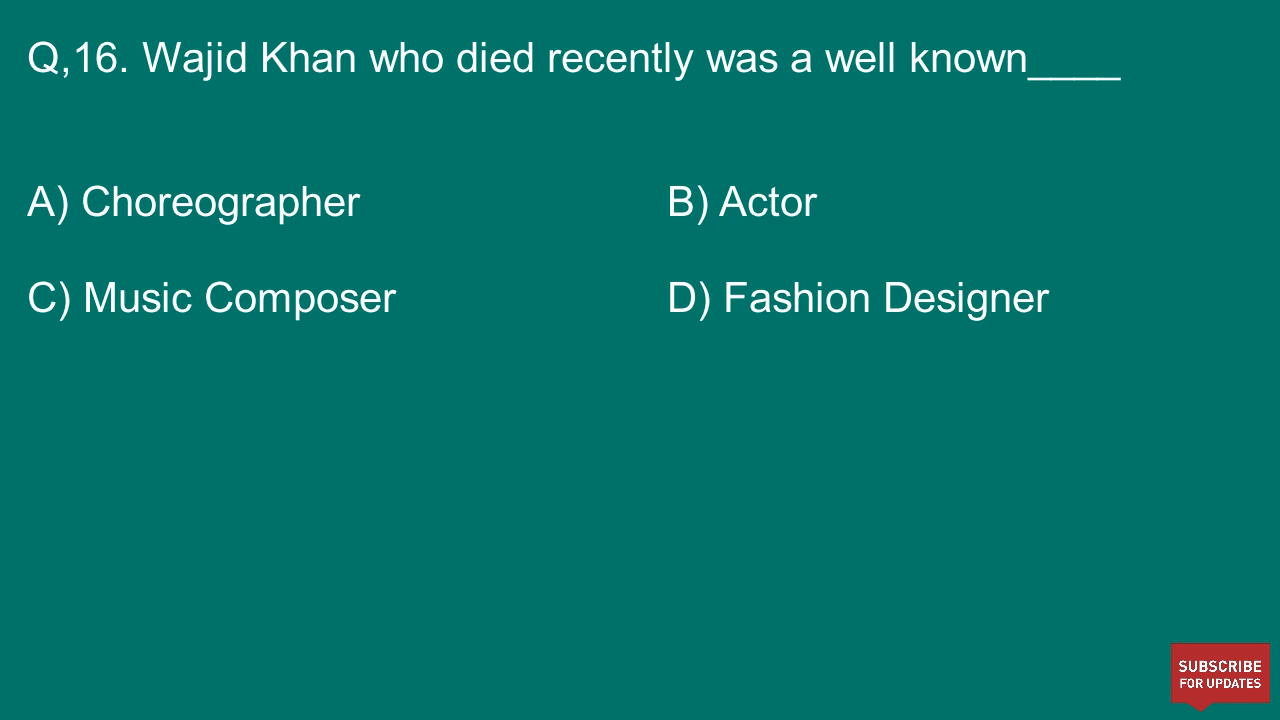 Q,16. Wajid Khan who died recently was a well known____
A) Choreographer B) Actor
C) Music Composer D) Fashion Designer
SUBSCRIBE
FOR UPDATES